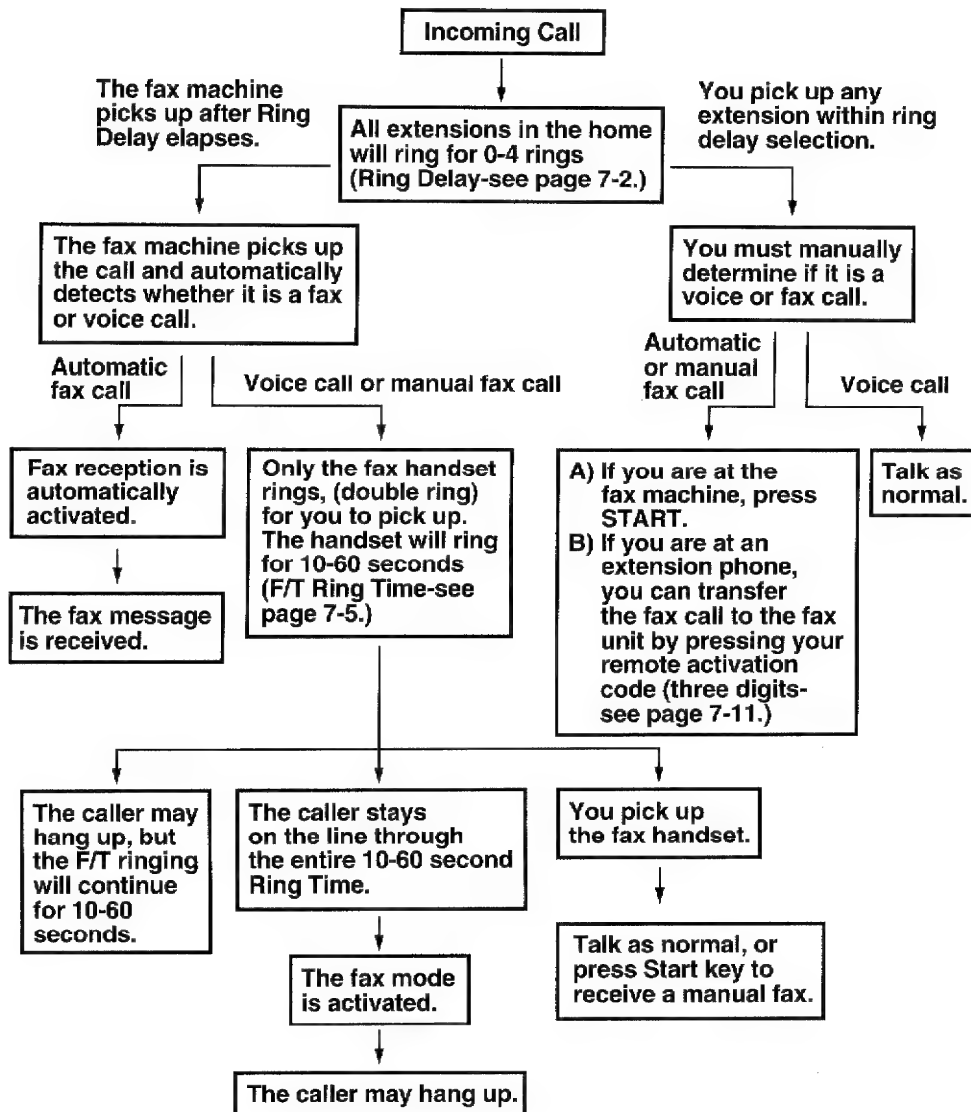 Incoming Call
The fax machine
picks up after Ring
Delay elapses.
All extensions in the home
will ring for 0-4 rings
(Ring Delay-see page 7-2.)
You pick up any
extension within ring
delay selection.
The fax machine picks up
the call and automatically
detects whether it is a fax
or voice call.
You must manually
determine if it is a
voice or fax call.
Automatic
fax call
Voice call or manual fax call
Automatic
or manual
fax call
Voice call
Fax reception is
automatically
activated.
Only the fax handset
rings, (double ring)
for you to pick up.
The handset will ring
for 10-60 seconds
(F/T Ring Time-see
page 7-5.)
A) If you are at the
fax machine, press
START.
B) If you are at an
extension phone,
you can transfer
the fax call to the fax
unit by pressing your
remote activation
code (three digits-
see page 7-11.)
Talk as
normal.
The fax message
is received.
The caller may
hang up, but
the F/T ringing
will continue
for 10-60
seconds.
The caller stays
on the line through
the entire 10-60 second
Ring Time.
You pick up
the fax handset.
The fax mode
is activated.
Talk as normal, or
press Start key to
receive a manual fax.
The caller may hang up.